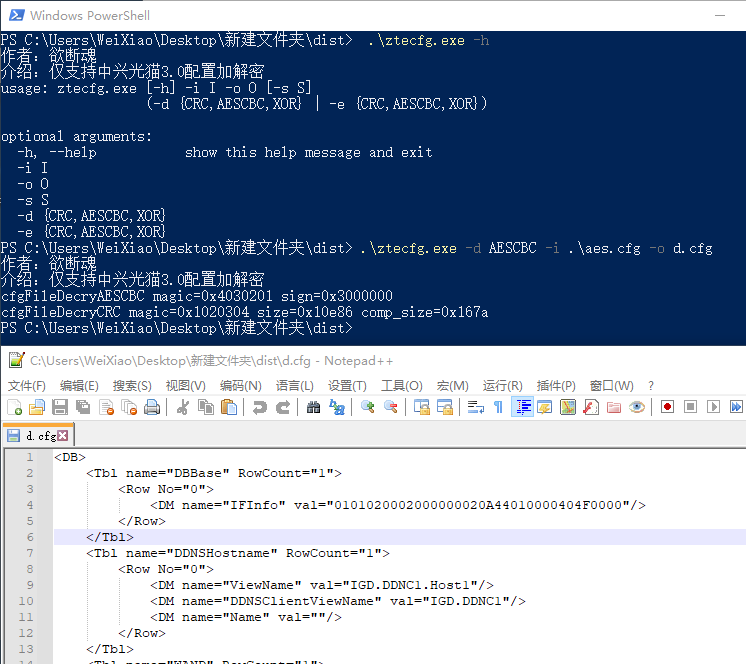 Windows PowerShell
PS C:\Users\WeiXiao\Desktop\新建文件夹\dist>  .\ztecfg.exe -h
作者: 欲断魂
介绍: 仅支持中兴光猫3.0配置加解密
usage: ztecfg.exe [-h] -i I -o O [-s S]
(-d {CRC,AESCBC,XOR} | -e {CRC,AESCBC,XOR})
optional arguments:
-h, --help            show this help message and exit
-i I
-o O
-s S
-d {CRC,AESCBC,XOR}
-e {CRC,AESCBC,XOR}
PS C:\Users\WeiXiao\Desktop\新建文件夹\dist> .\ztecfg.exe -d AESCBC -i .\aes.cfg -o d.cfg
作者: 欲断魂
介绍: 仅支持中兴光猫3.0配置加解密
cfgFileDecryAESCBC magic=0x4030201 sign=0x3000000
cfgFileDecryCRC magic=0x1020304 size=0x10e86 comp_size=0x167a
PS C:\Users\WeiXiao\Desktop\新建文件夹\dist>
C:\Users\WeiXiao\Desktop\新建文件夹\dist\d.cfg - Notepad++
文件(F) 编辑(E) 搜索(S) 视图(V) 编码(N) 语言(L) 设置(T) 工具(O) 宏(M) 运行(R) 插件(P) 窗口(W) ?
d.cfg
1 <DB>
2 <Tbl name="DBBase" RowCount="1">
3 <Row No="0">
4 <DM name="IFInfo" val="0101020002000000020A44010000404F0000"/>
5 </Row>
6 </Tbl>
7 <Tbl name="DDNSHostname" RowCount="1">
8 <Row No="0">
9 <DM name="ViewName" val="IGD.DDNC1.Host1"/>
10 <DM name="DDNSClientViewName" val="IGD.DDNC1"/>
11 <DM name="Name" val=""/>
12 </Row>
13 </Tbl>